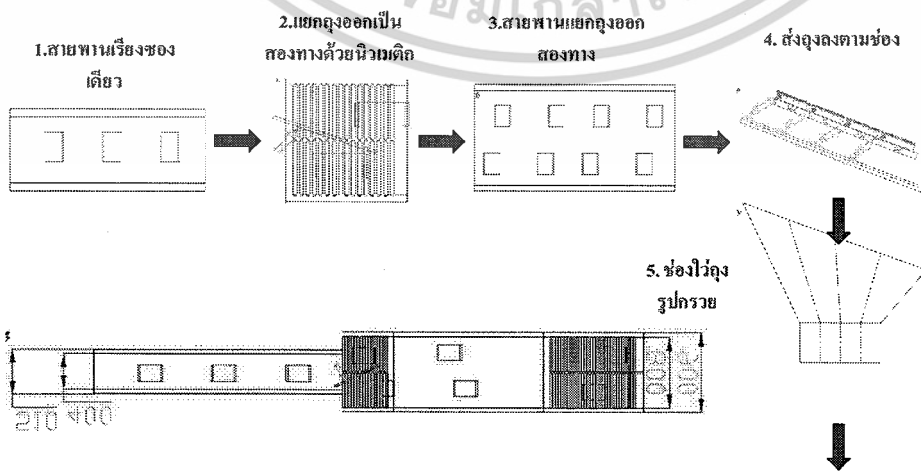 1.สายพานเรียงซอง
เดียว
2.แยกถุงออกเป็น
สองทางด้วยนิวเมติก
3.สายพานแยกถุงออก
สองทาง
4. ส่งถุงลงตามช่อง
5. ช่องใว่ถุง
รูปกรวย
510
400